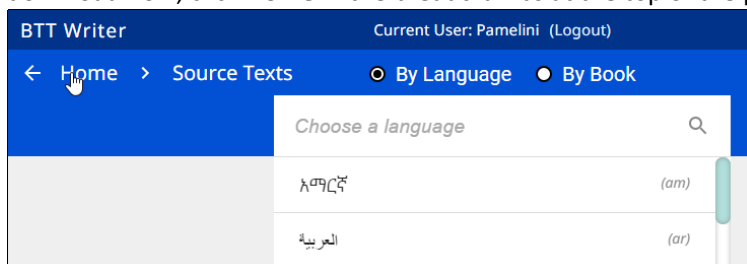 BTT Writer Current User: Pamelini (Logout)
← Home > Source Texts By Language By Book
Choose a language
አማርኛ (am)
العربية (ar)